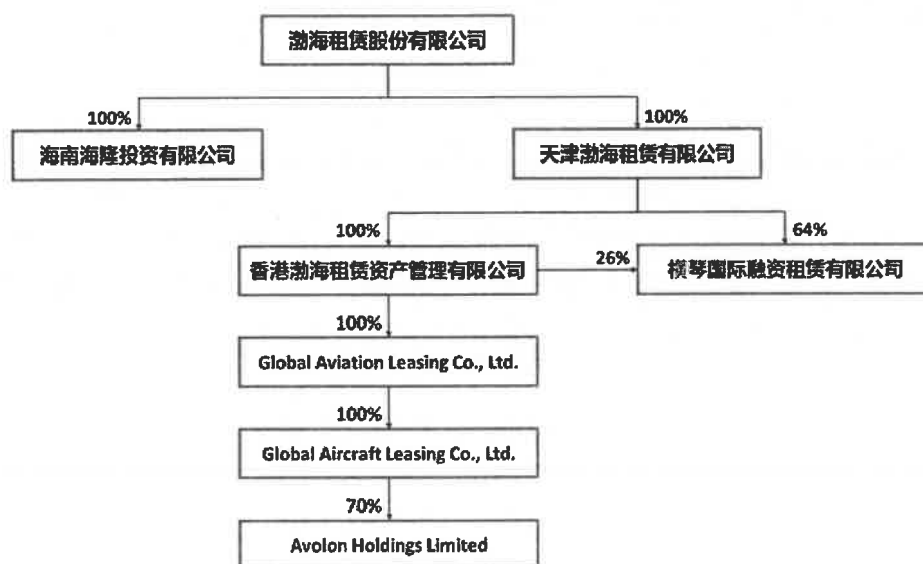 渤海租赁股份有限公司
100%
100%
海南海隆投资有限公司
天津渤海租赁有限公司
100%
64%
香港渤海租赁资产管理有限公司
26%
横琴国际融资租赁有限公司
100%
Global Aviation Leasing Co., Ltd.
100%
Global Aircraft Leasing Co., Ltd.
70%
Avolon Holdings Limited